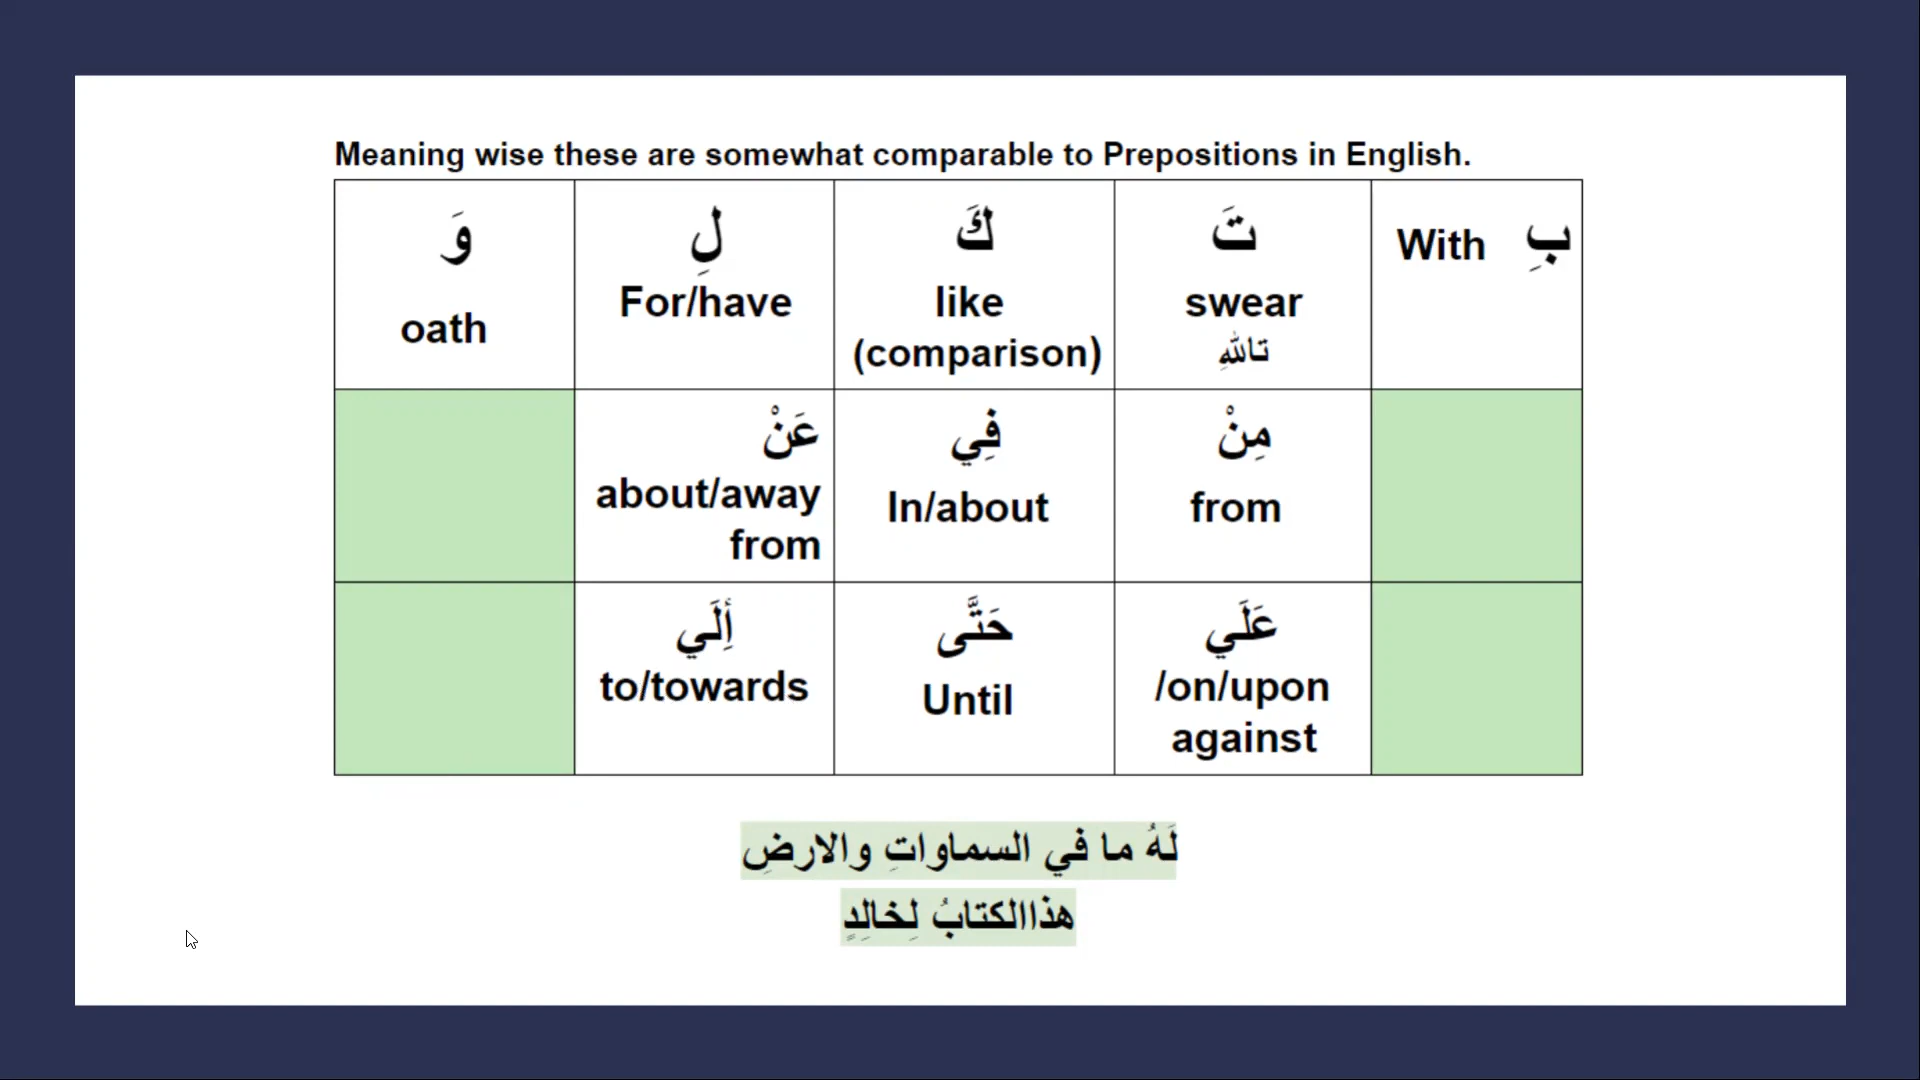 Meaning wise these are somewhat comparable to Prepositions in English.
With بِ
تَ
swear
تاللهِ
كَ
like
(comparison)
لِ
For/have
وَ
oath
مِنْ
from
فِي
In/about
عَنْ
about/away
from
عَلَي
/on/upon
against
حَتَّى
Until
أِلَي
to/towards
لَهُ ما في السماواتِ والارضِ
هذاالكتابُ لِخالِدٍ